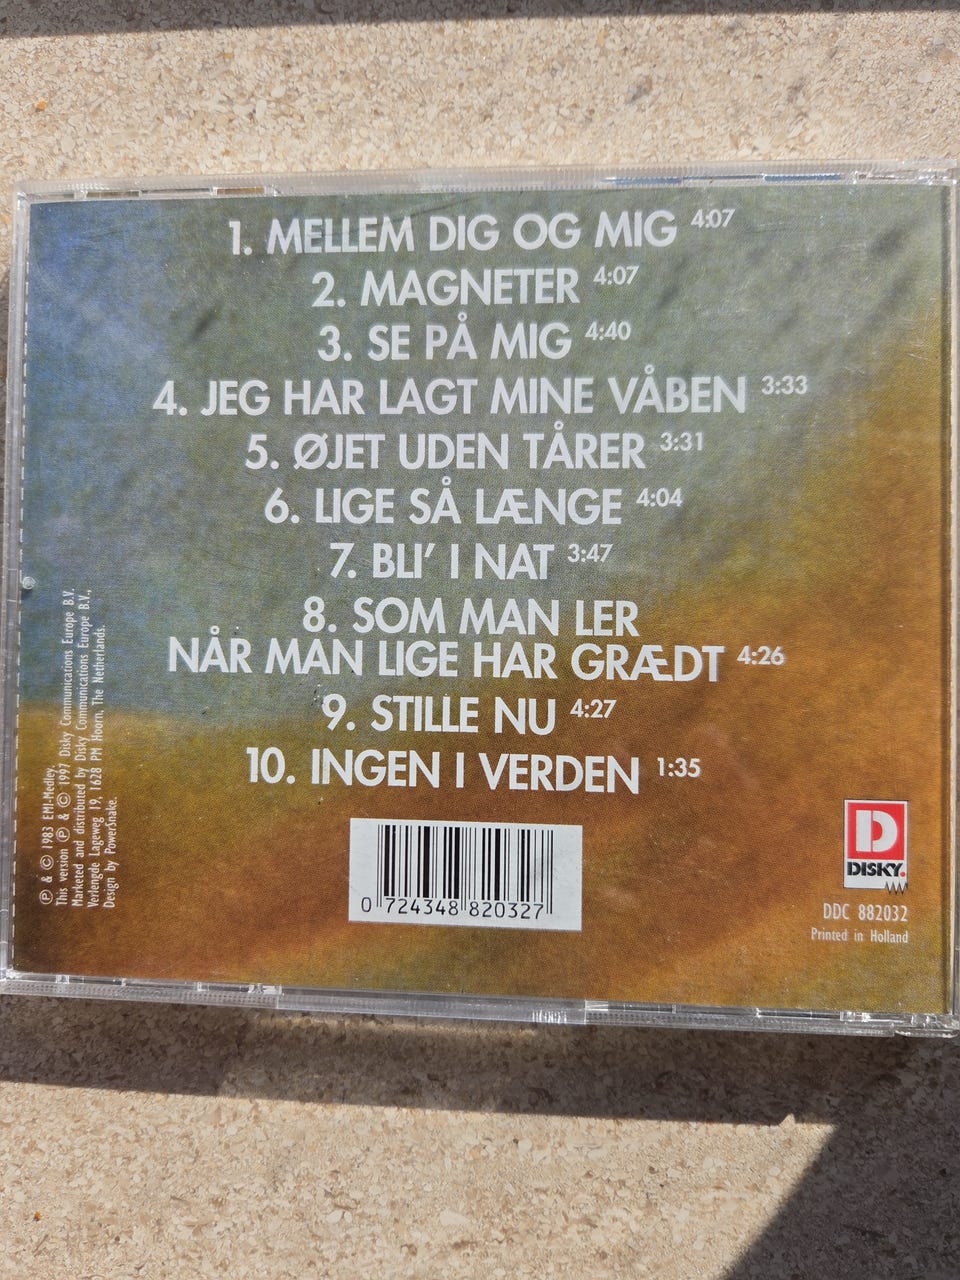 1. MELLEM DIG OG MIG 4:07
2. MAGNETER 4:07
3. SE PÅ MIG 4:40
4. JEG HAR LAGT MINE VÅBEN 3:33
5. ØJET UDEN TÅRER 3:31
6. LIGE SÅ LÆNGE 4:04
7. BLI' I NAT 3:47
8. SOM MAN LER
NÅR MAN LIGE HAR GRÆDT 4:26
9. STILLE NU 4:27
10. INGEN I VERDEN 1:35
℗ & © 1983 EMI-Medley.
This version ℗ & © 1997 Disky Communications Europe B.V.
Marketed and distributed by Disky Communications Europe B.V.,
Verlengde Lageweg 19, 1628 PM Hoorn, The Netherlands.
Design by PowerSnake.
0 724348 820327
D
DISKY.
DDC 882032
Printed in Holland